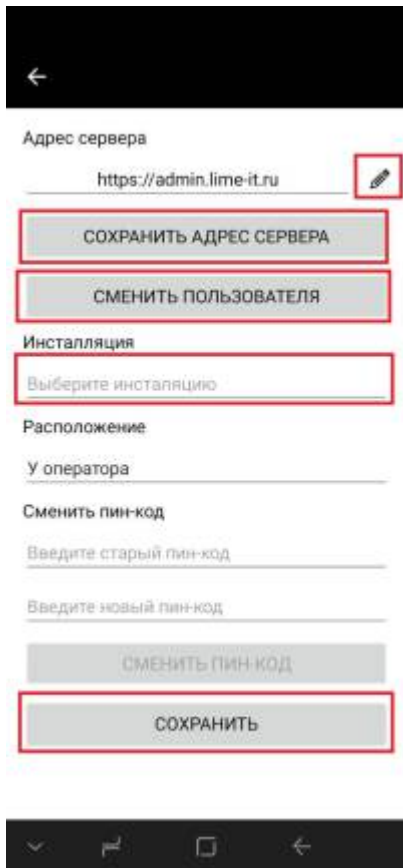 Адрес сервера
https://admin.lime-it.ru
СОХРАНИТЬ АДРЕС СЕРВЕРА
СМЕНИТЬ ПОЛЬЗОВАТЕЛЯ
Инсталляция
Выберите инсталяцию
Расположение
У оператора
Сменить пин-код
Введите старый пин-код
Введите новый пин-код
СМЕНИТЬ ПИН-КОД
СОХРАНИТЬ